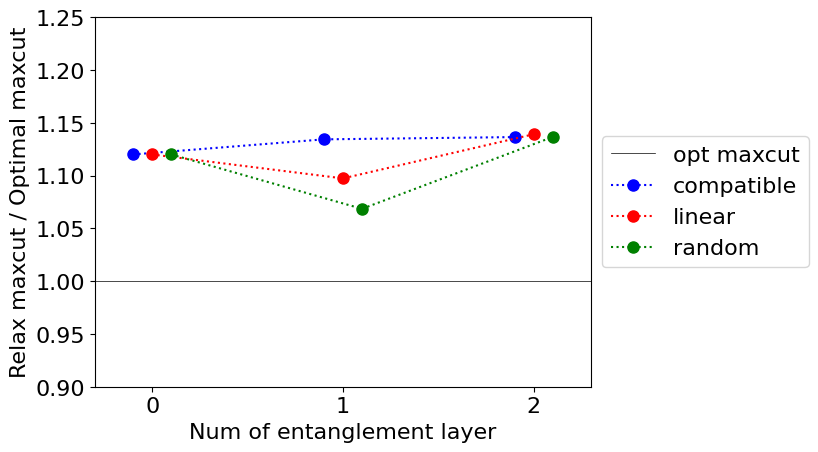 Relax maxcut / Optimal maxcut
1.25
1.20
1.15
1.10
1.05
1.00
0.95
0.90
0
1
2
Num of entanglement layer
opt maxcut
compatible
linear
random